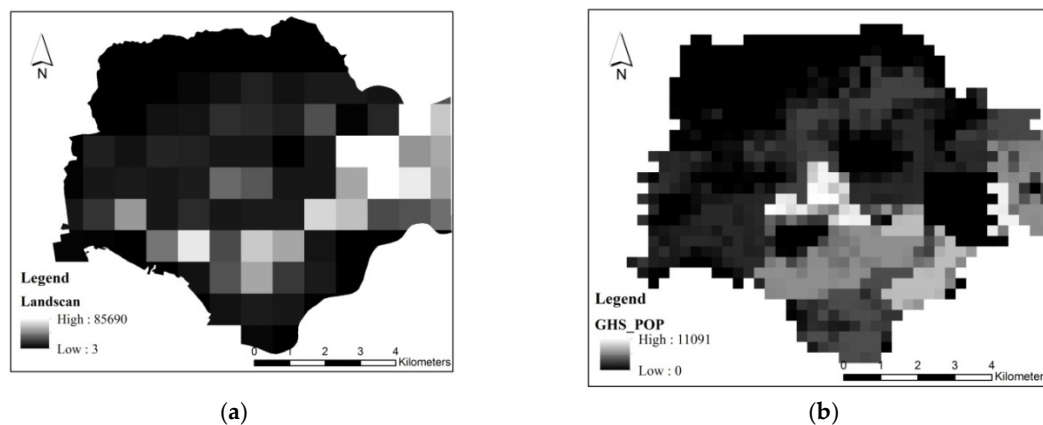 N
Legend
Landscan
High : 85690
Low : 3
0 1 2 3 4
Kilometers
(a)
N
Legend
GHS_POP
High : 11091
Low : 0
0 1 2 3 4
Kilometer
(b)